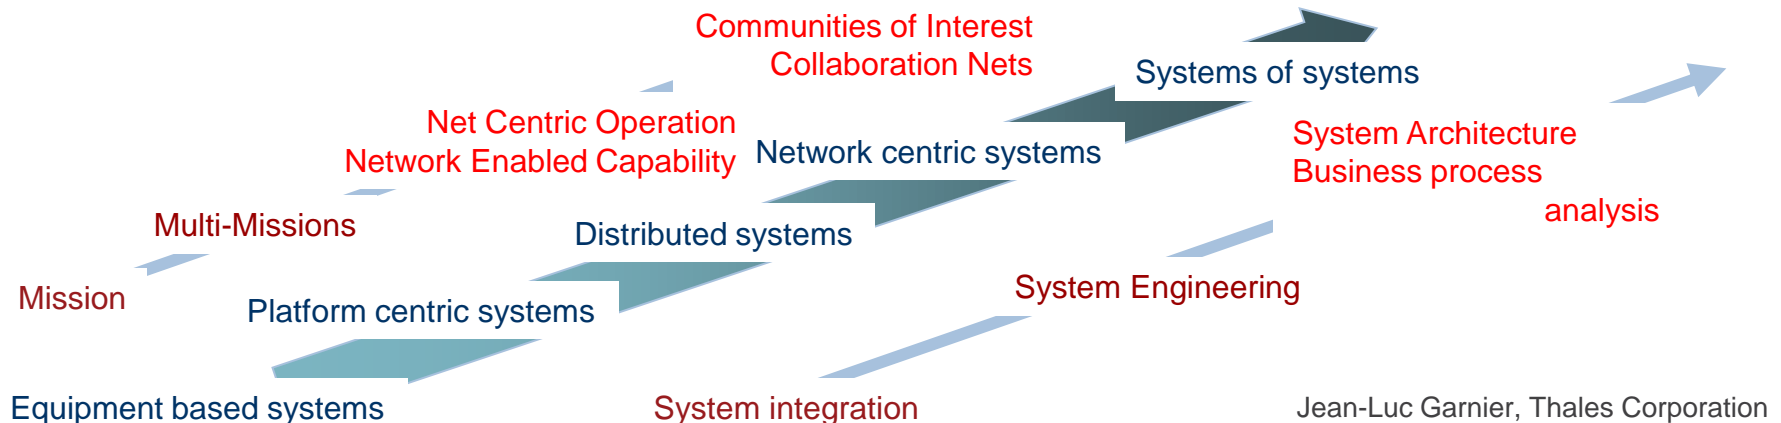 Communities of Interest
Collaboration Nets
Systems of systems
Net Centric Operation
Network Enabled Capability
Network centric systems
System Architecture
Business process
analysis
Multi-Missions
Distributed systems
Mission
Platform centric systems
System Engineering
Equipment based systems
System integration
Jean-Luc Garnier, Thales Corporation